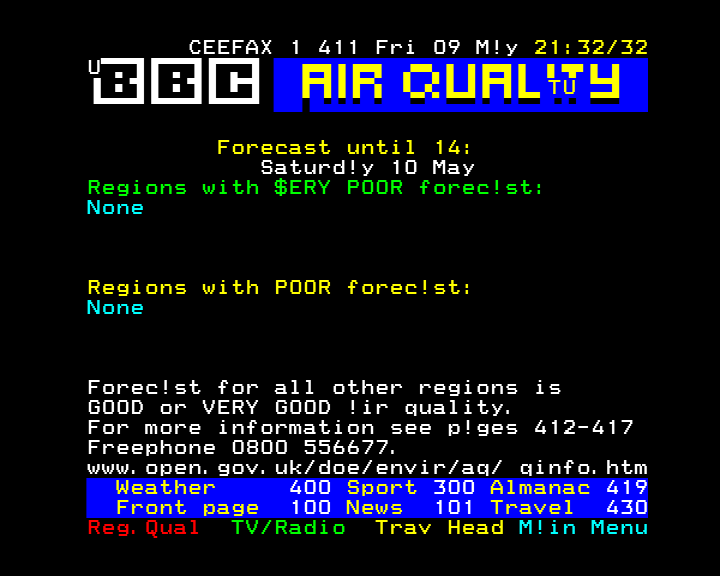 CEEFAX 1 411 Fri 09 M!y 21:32/32
U
BBC AIR QUALITY
TU
Forecast until 14:
Saturd!y 10 May
Regions with $ERY POOR forec!st:
None
Regions with POOR forec!st:
None
Forec!st for all other regions is
GOOD or VERY GOOD !ir quality.
For more information see p!ges 412-417
Freephone 0800 556677.
www.open.gov.uk/doe/envir/aq/ qinfo.htm
Weather 400 Sport 300 Almanac 419
Front page 100 News 101 Travel 430
Reg.Qual TV/Radio Trav Head M!in Menu